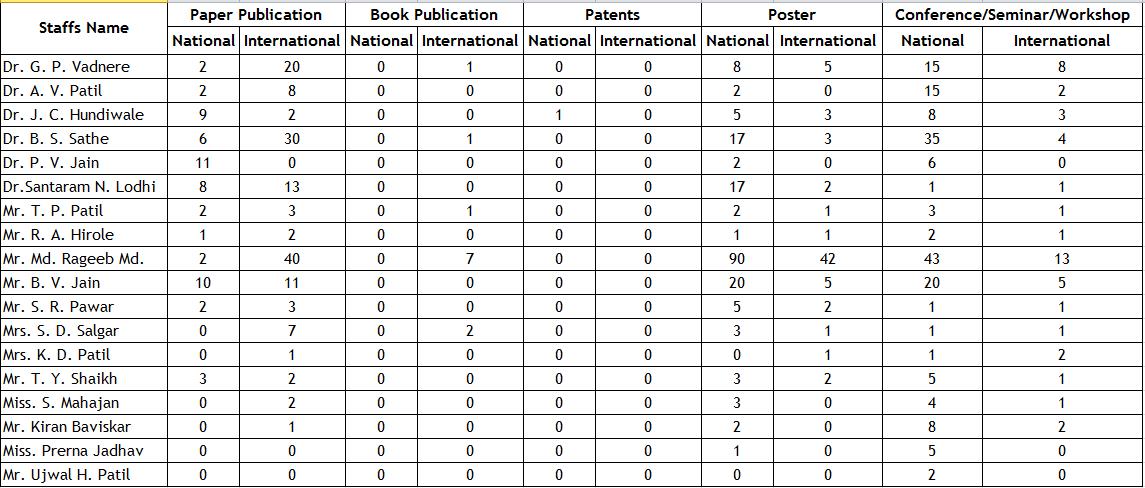 Staffs Name Paper Publication Book Publication Patents Poster Conference/Seminar/Workshop
National International National International National International National International National International
Dr. G. P. Vadnere 2 20 0 1 0 0 8 5 15 8
Dr. A. V. Patil 2 8 0 0 0 0 2 0 15 2
Dr. J. C. Hundiwale 9 2 0 0 1 0 5 3 8 3
Dr. B. S. Sathe 6 30 0 1 0 0 17 3 35 4
Dr. P. V. Jain 11 0 0 0 0 0 2 0 6 0
Dr.Santaram N. Lodhi 8 13 0 0 0 0 17 2 1 1
Mr. T. P. Patil 2 3 0 1 0 0 2 1 3 1
Mr. R. A. Hirole 1 2 0 0 0 0 1 1 2 1
Mr. Md. Rageeb Md. 2 40 0 7 0 0 90 42 43 13
Mr. B. V. Jain 10 11 0 0 0 0 20 5 20 5
Mr. S. R. Pawar 2 3 0 0 0 0 5 2 1 1
Mrs. S. D. Salgar 0 7 0 2 0 0 3 1 1 1
Mrs. K. D. Patil 0 1 0 0 0 0 0 1 1 2
Mr. T. Y. Shaikh 3 2 0 0 0 0 3 2 5 1
Miss. S. Mahajan 0 2 0 0 0 0 3 0 4 1
Mr. Kiran Baviskar 0 1 0 0 0 0 2 0 8 2
Miss. Prerna Jadhav 0 0 0 0 0 0 1 0 5 0
Mr. Ujwal H. Patil 0 0 0 0 0 0 0 0 2 0